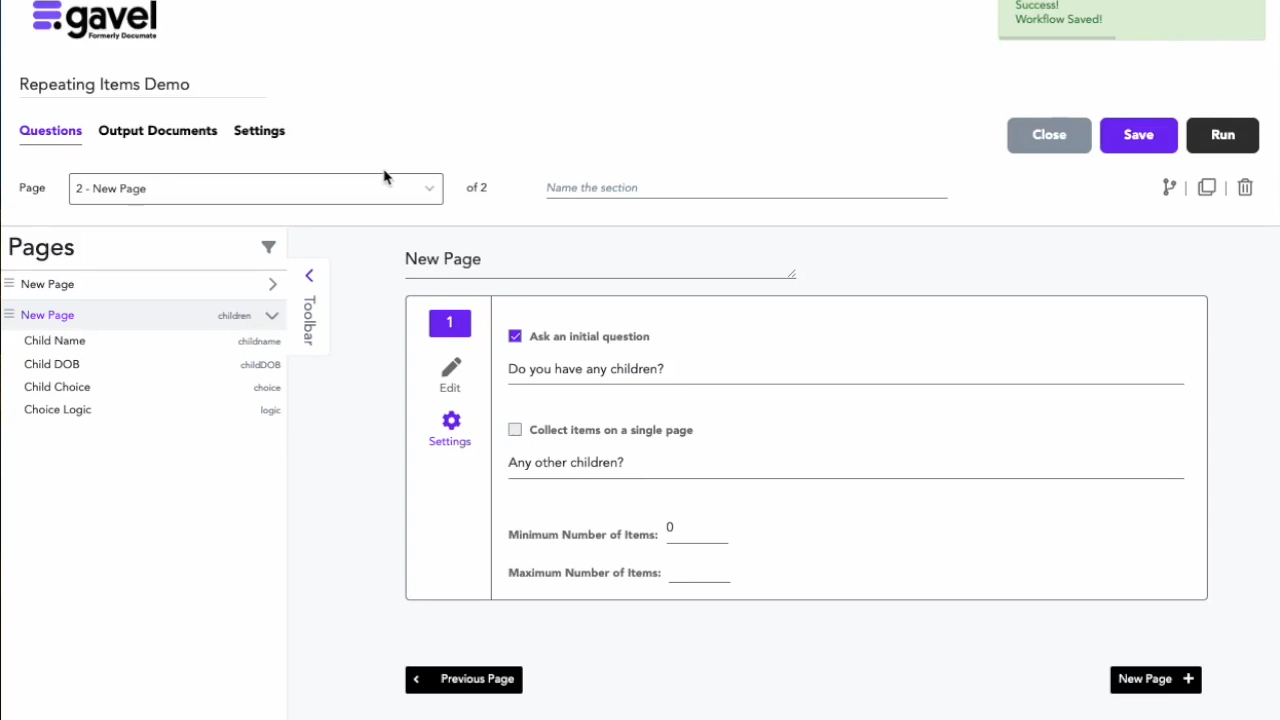 gavel
Formerly Documate
Success!
Workflow Saved!
Repeating Items Demo
Questions Output Documents Settings
Close Save Run
Page 2 - New Page of 2 Name the section
Pages
New Page
New Page children
Child Name childname
Child DOB childDOB
Child Choice choice
Choice Logic logic
Toolbar
New Page
1
Edit
Settings
Ask an initial question
Do you have any children?
Collect items on a single page
Any other children?
Minimum Number of Items: 0
Maximum Number of Items:
Previous Page
New Page +